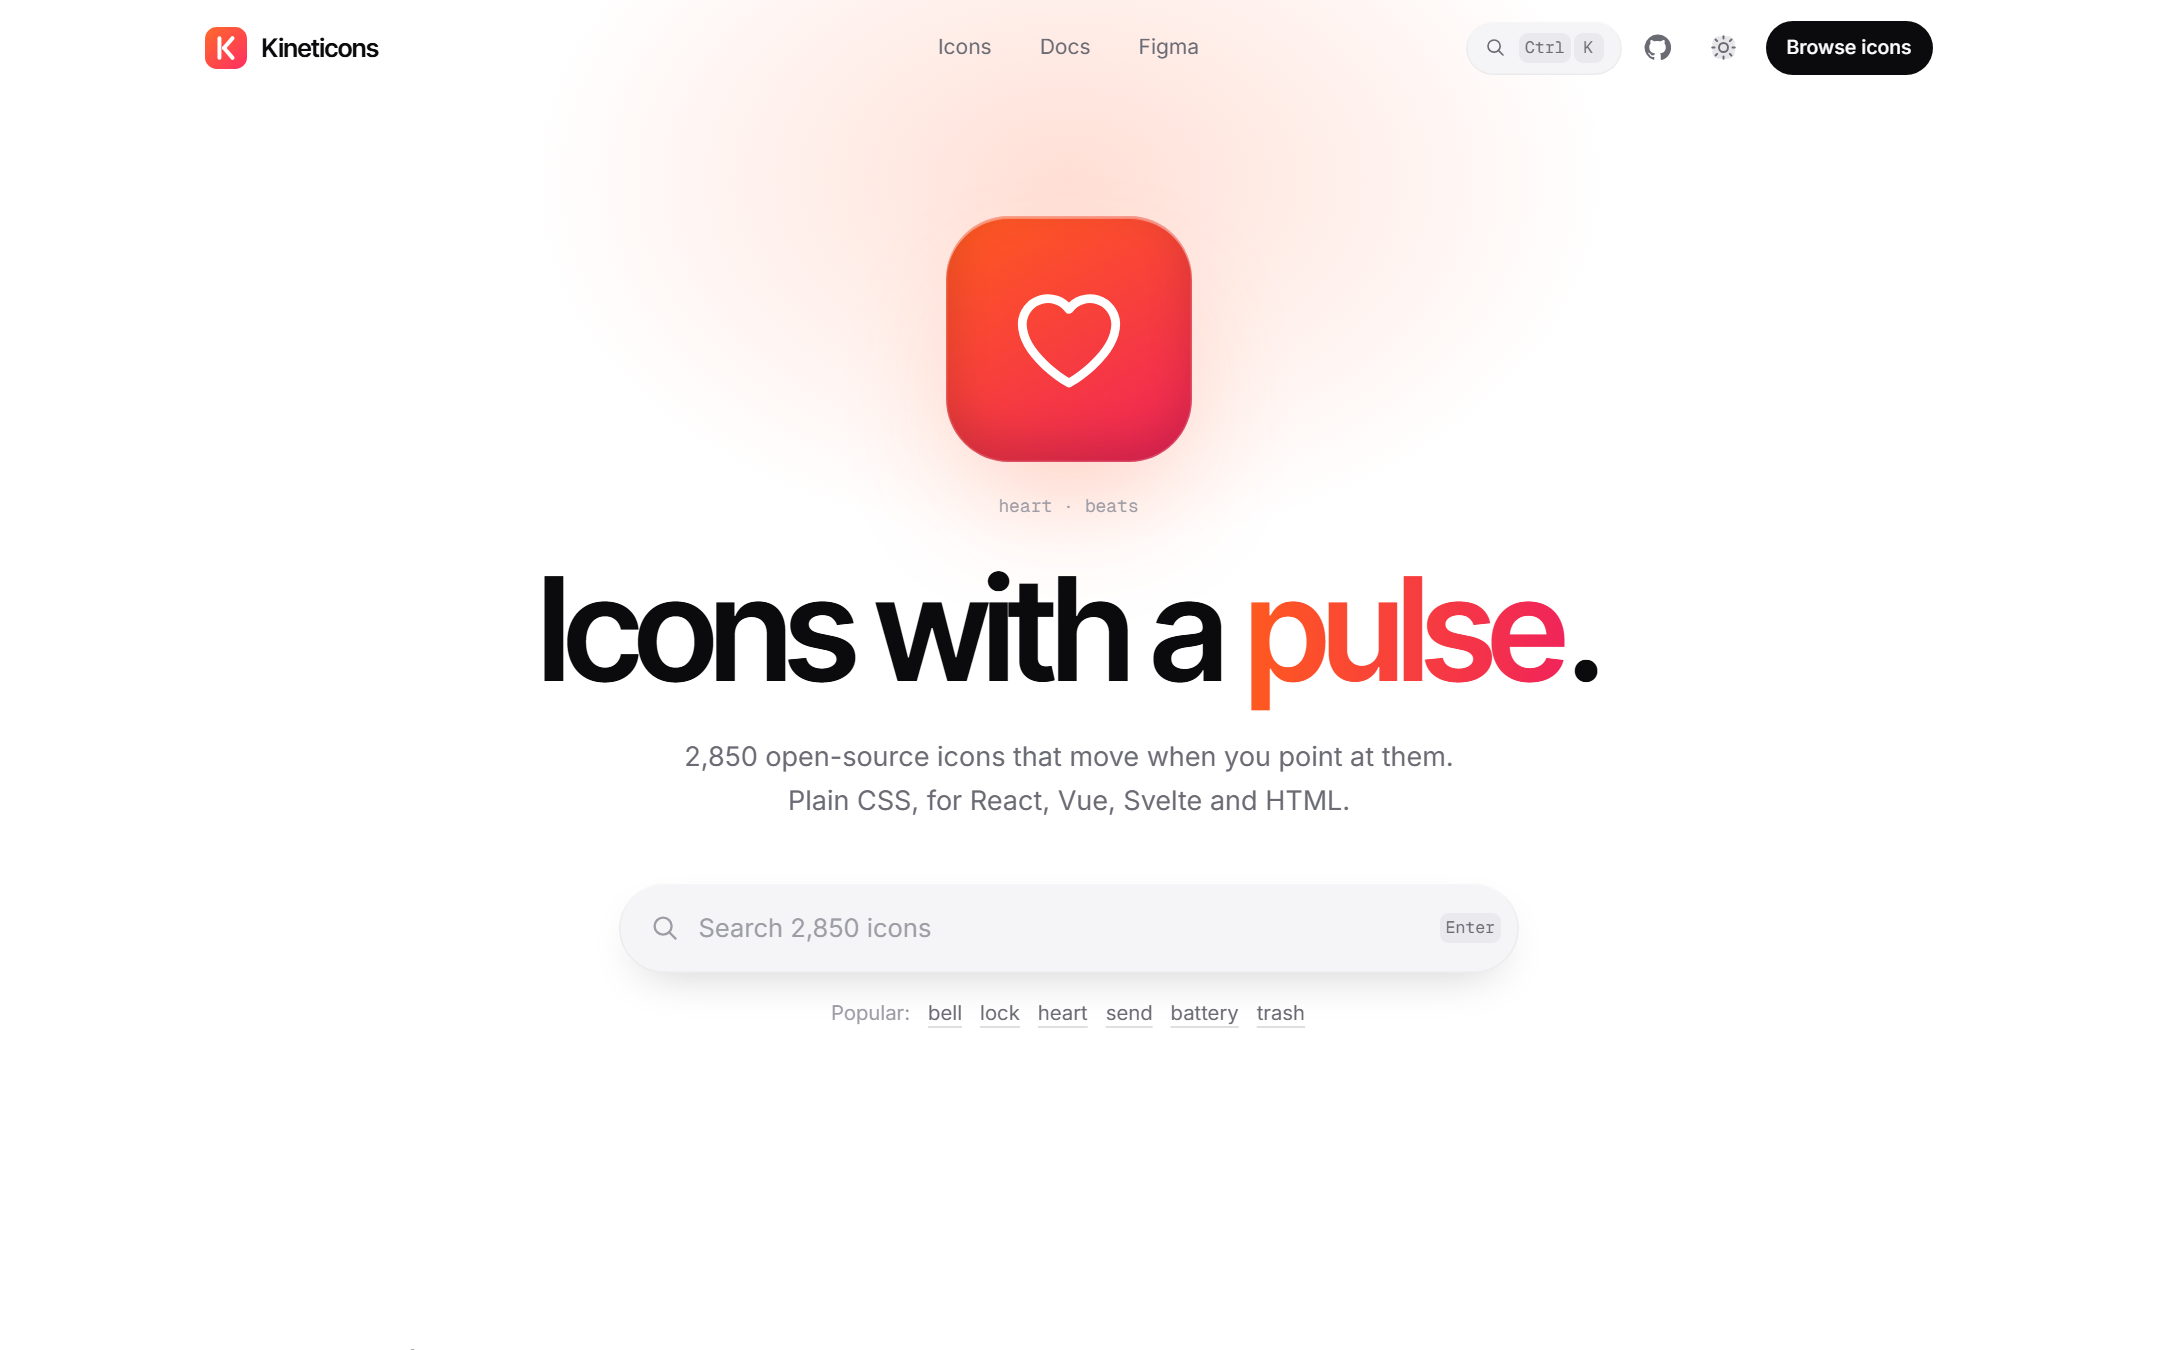 Kineticons
Icons Docs Figma
Ctrl K
Browse icons
heart · beats
Icons with a pulse.
2,850 open-source icons that move when you point at them.
Plain CSS, for React, Vue, Svelte and HTML.
Search 2,850 icons
Enter
Popular: bell lock heart send battery trash